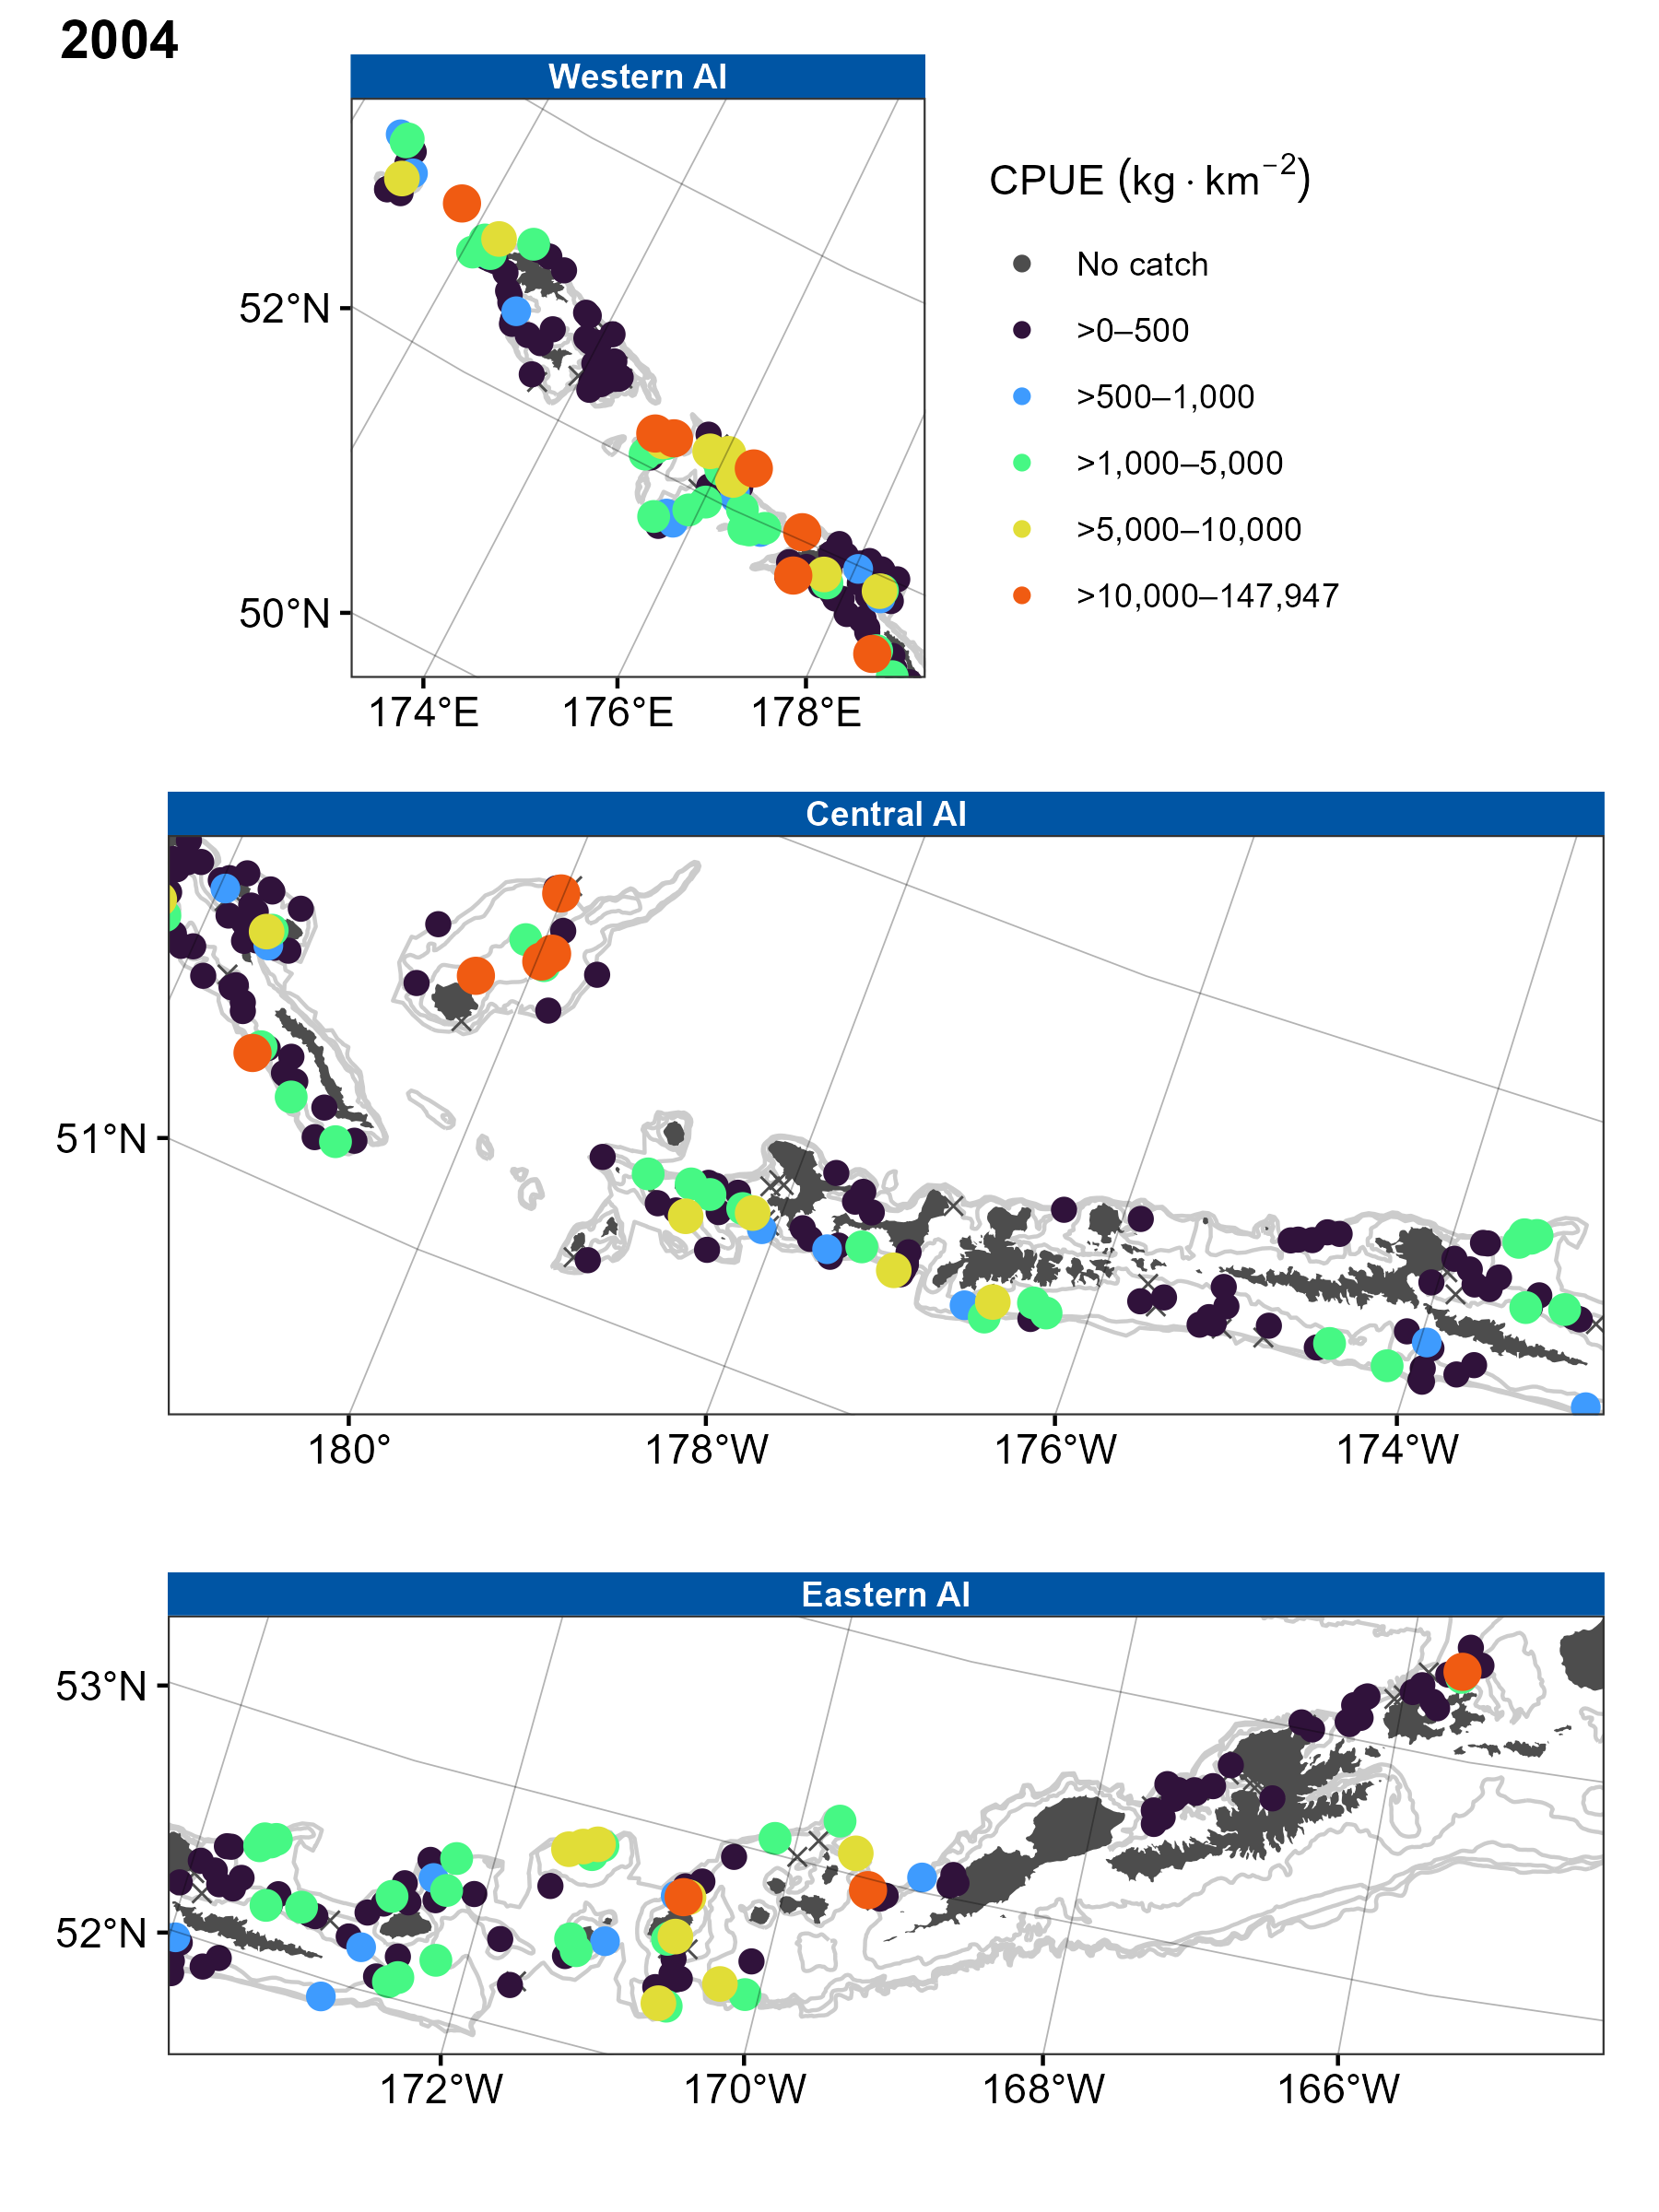 2004
Western AI
CPUE (kg · km⁻²)
No catch
>0–500
>500–1,000
>1,000–5,000
>5,000–10,000
>10,000–147,947
52°N
50°N
174°E 176°E 178°E
Central AI
51°N
180° 178°W 176°W 174°W
Eastern AI
53°N
52°N
172°W 170°W 168°W 166°W